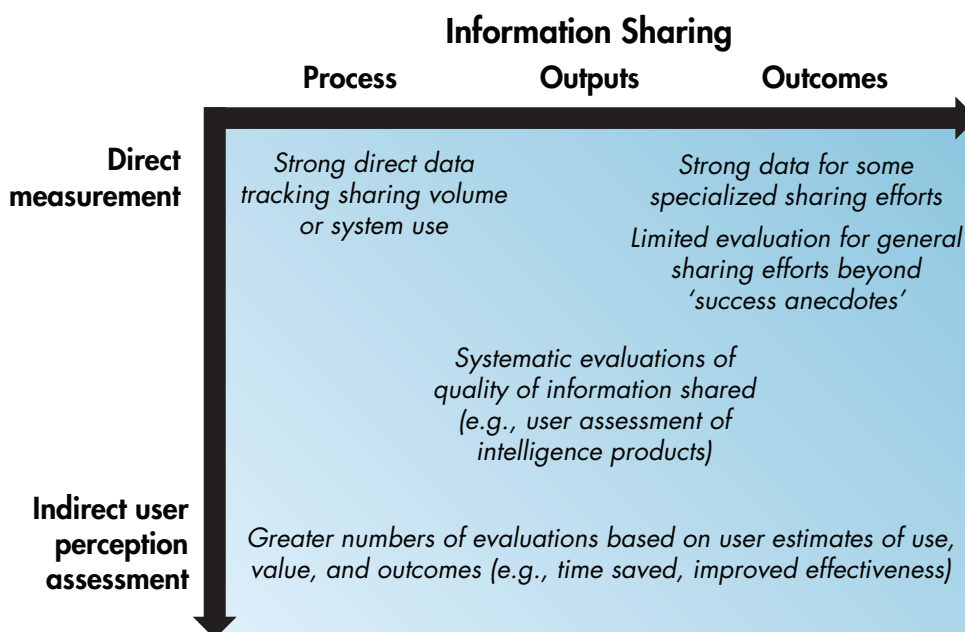 Information Sharing
Process Outputs Outcomes
Direct
measurement
Strong direct data
tracking sharing volume
or system use
Strong data for some
specialized sharing efforts
Limited evaluation for general
sharing efforts beyond
‘success anecdotes’
Systematic evaluations of
quality of information shared
(e.g., user assessment of
intelligence products)
Indirect user
perception
assessment
Greater numbers of evaluations based on user estimates of use,
value, and outcomes (e.g., time saved, improved effectiveness)